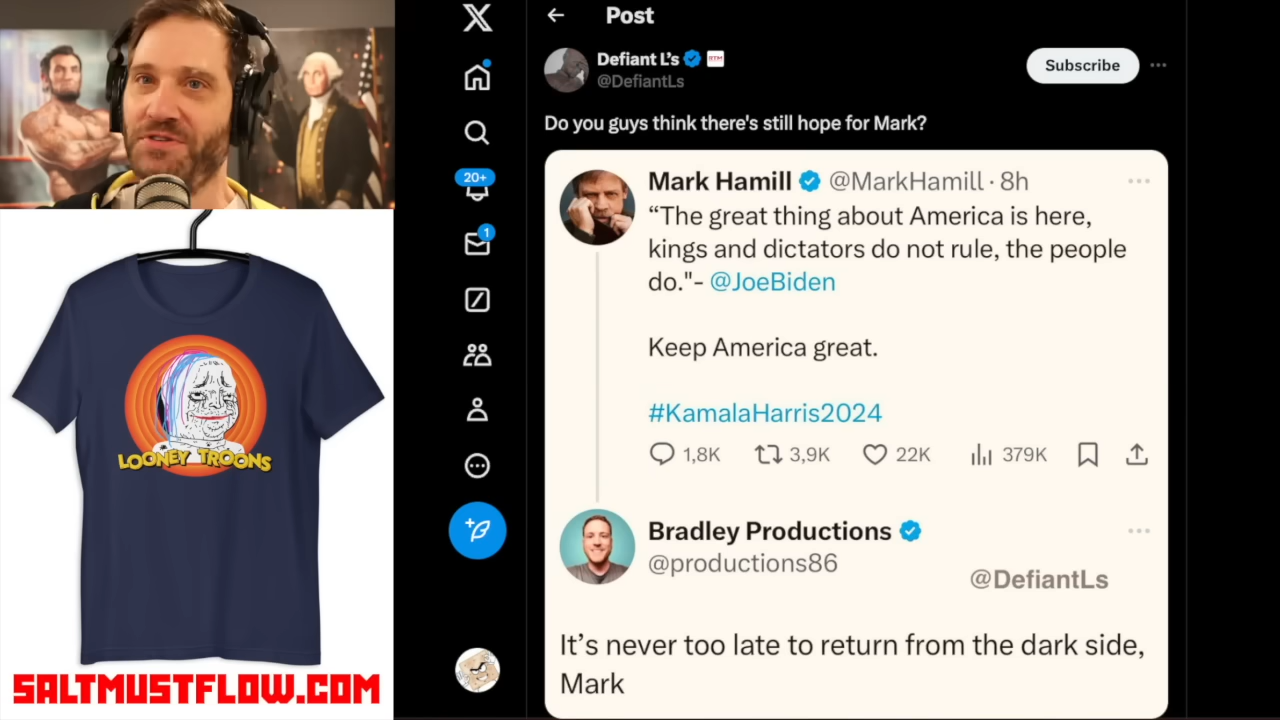 Post
Defiant L's
@DefiantLs
Subscribe
Do you guys think there's still hope for Mark?
Mark Hamill @MarkHamill · 8h
“The great thing about America is here,
kings and dictators do not rule, the people
do."- @JoeBiden
Keep America great.
#KamalaHarris2024
1,8K 3,9K 22K 379K
Bradley Productions
@productions86
@DefiantLs
It’s never too late to return from the dark side,
Mark
20+
1
LOONEY TROONS
SALTMUSTFLOW.COM